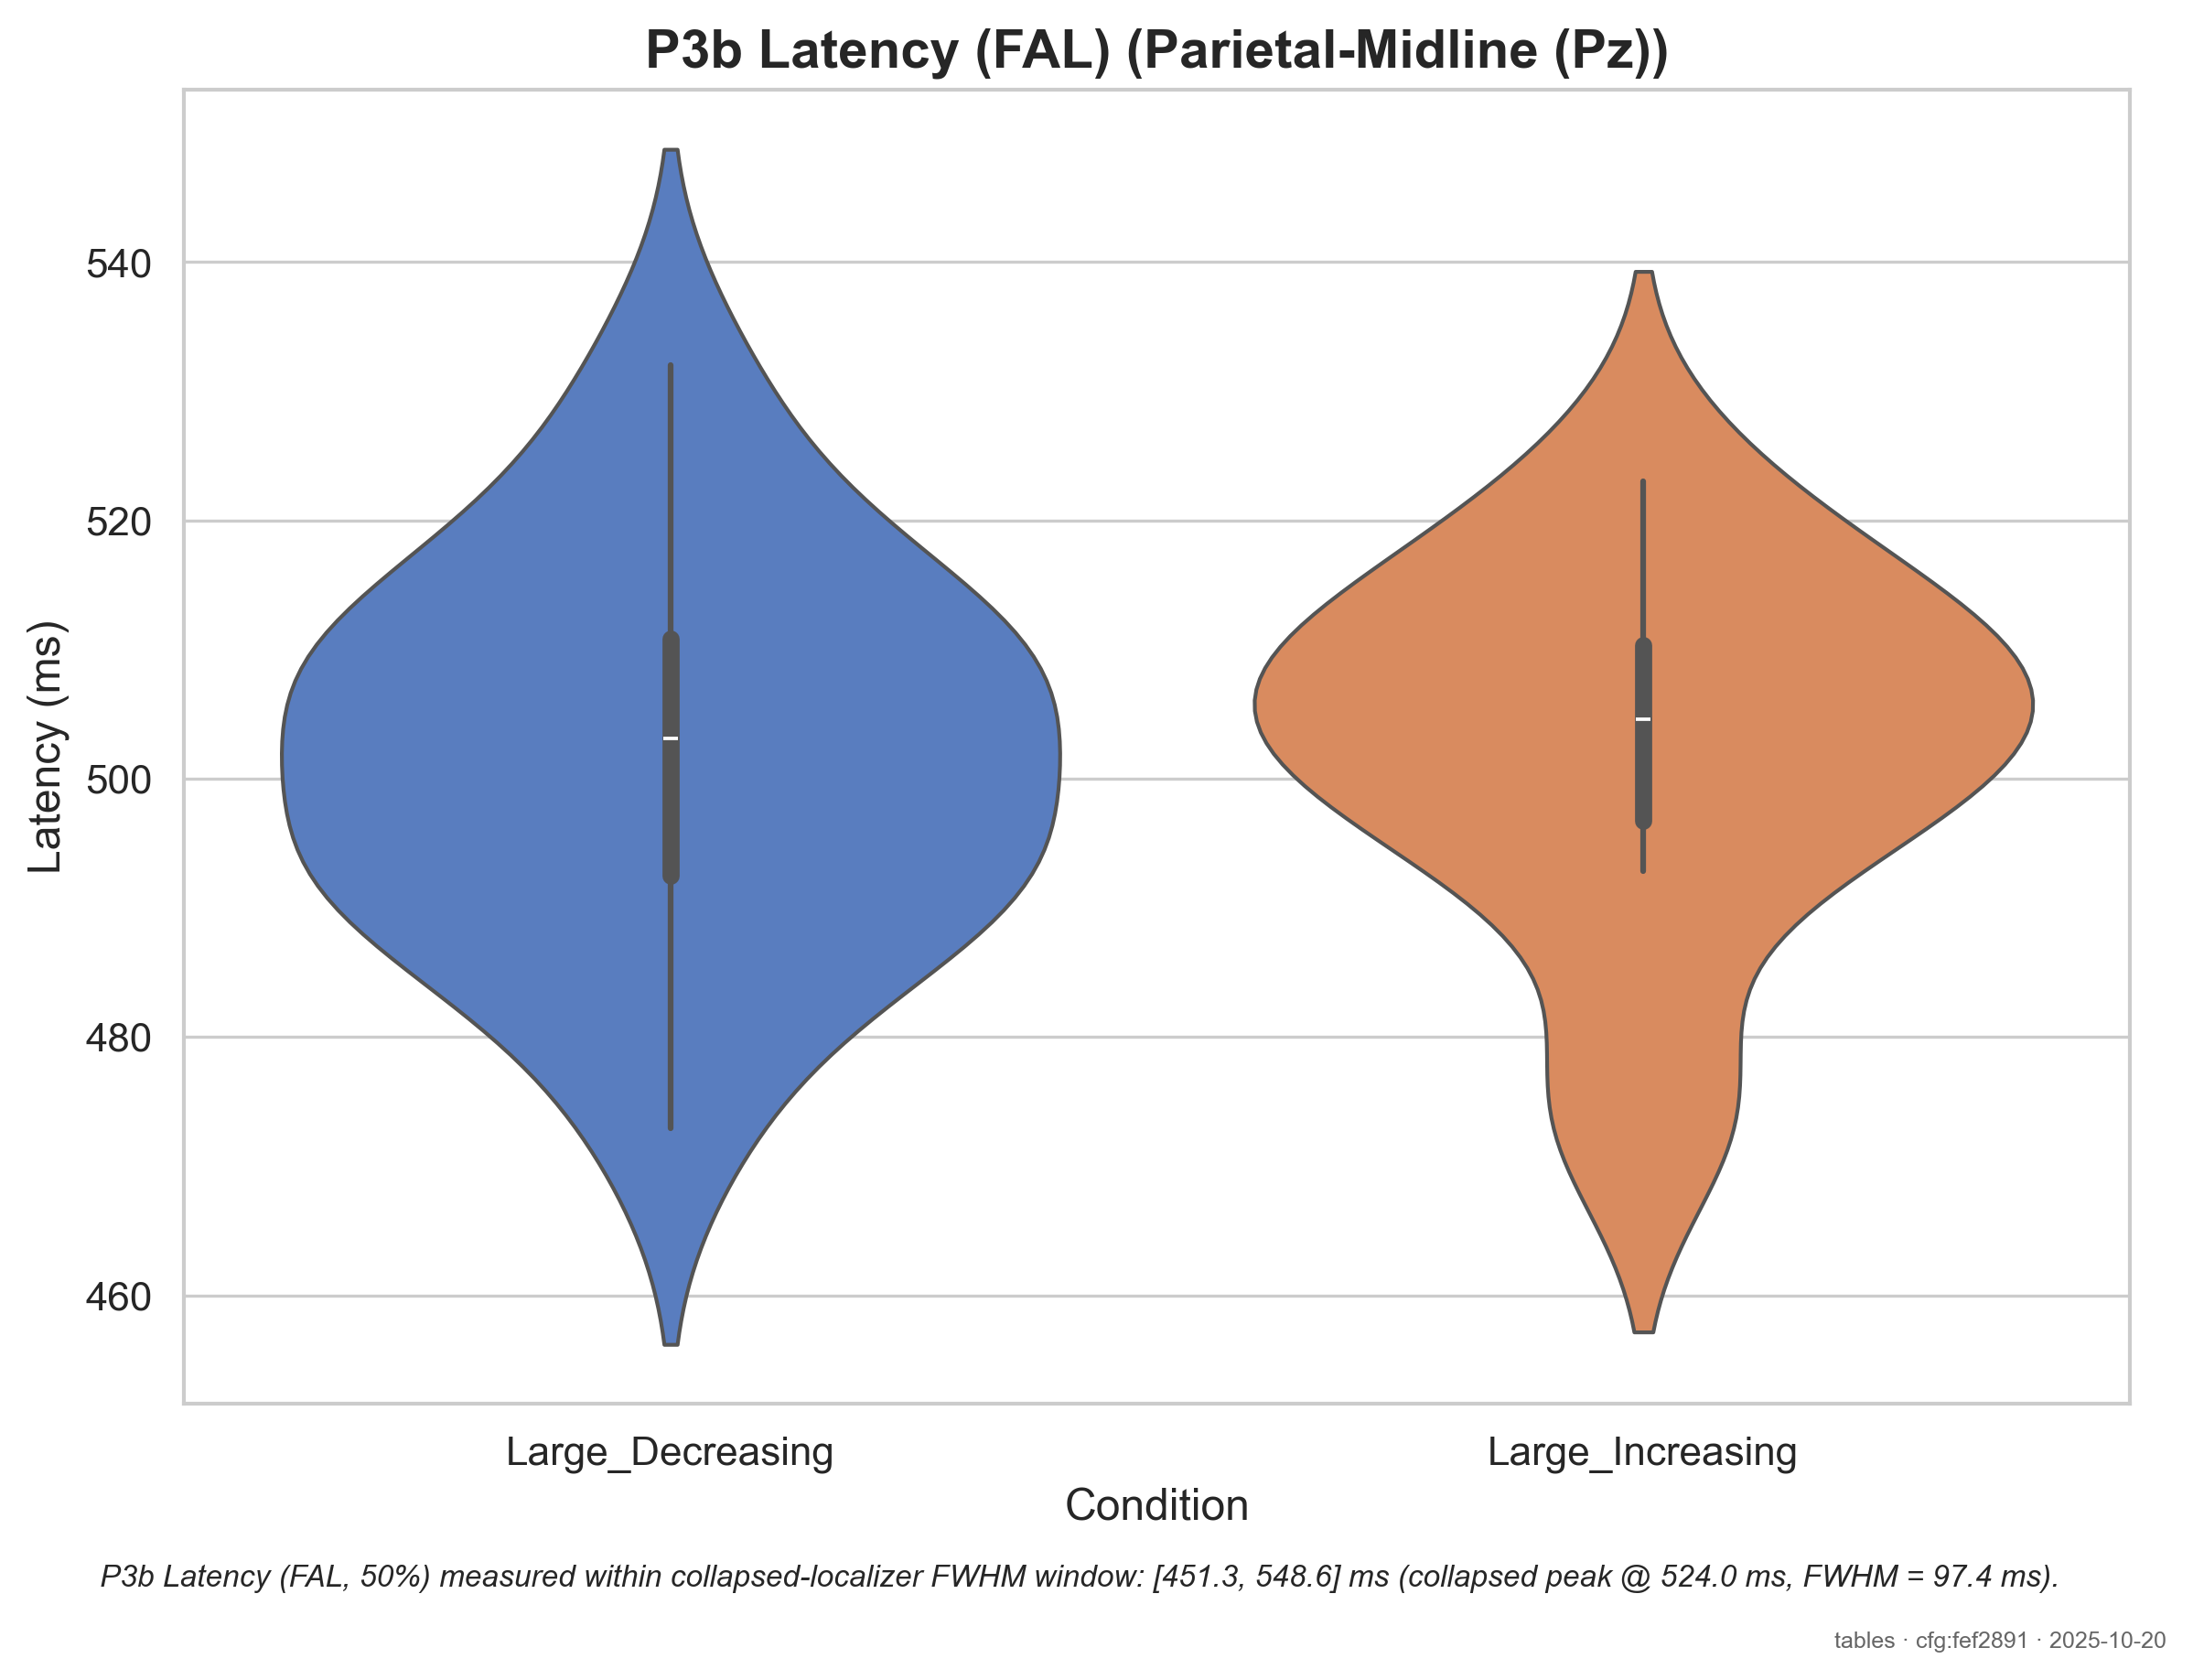 P3b Latency (FAL) (Parietal-Midline (Pz))
Latency (ms)
540
520
500
480
460
Large_Decreasing
Large_Increasing
Condition
P3b Latency (FAL, 50%) measured within collapsed-localizer FWHM window: [451.3, 548.6] ms (collapsed peak @ 524.0 ms, FWHM = 97.4 ms).
tables · cfg:fef2891 · 2025-10-20